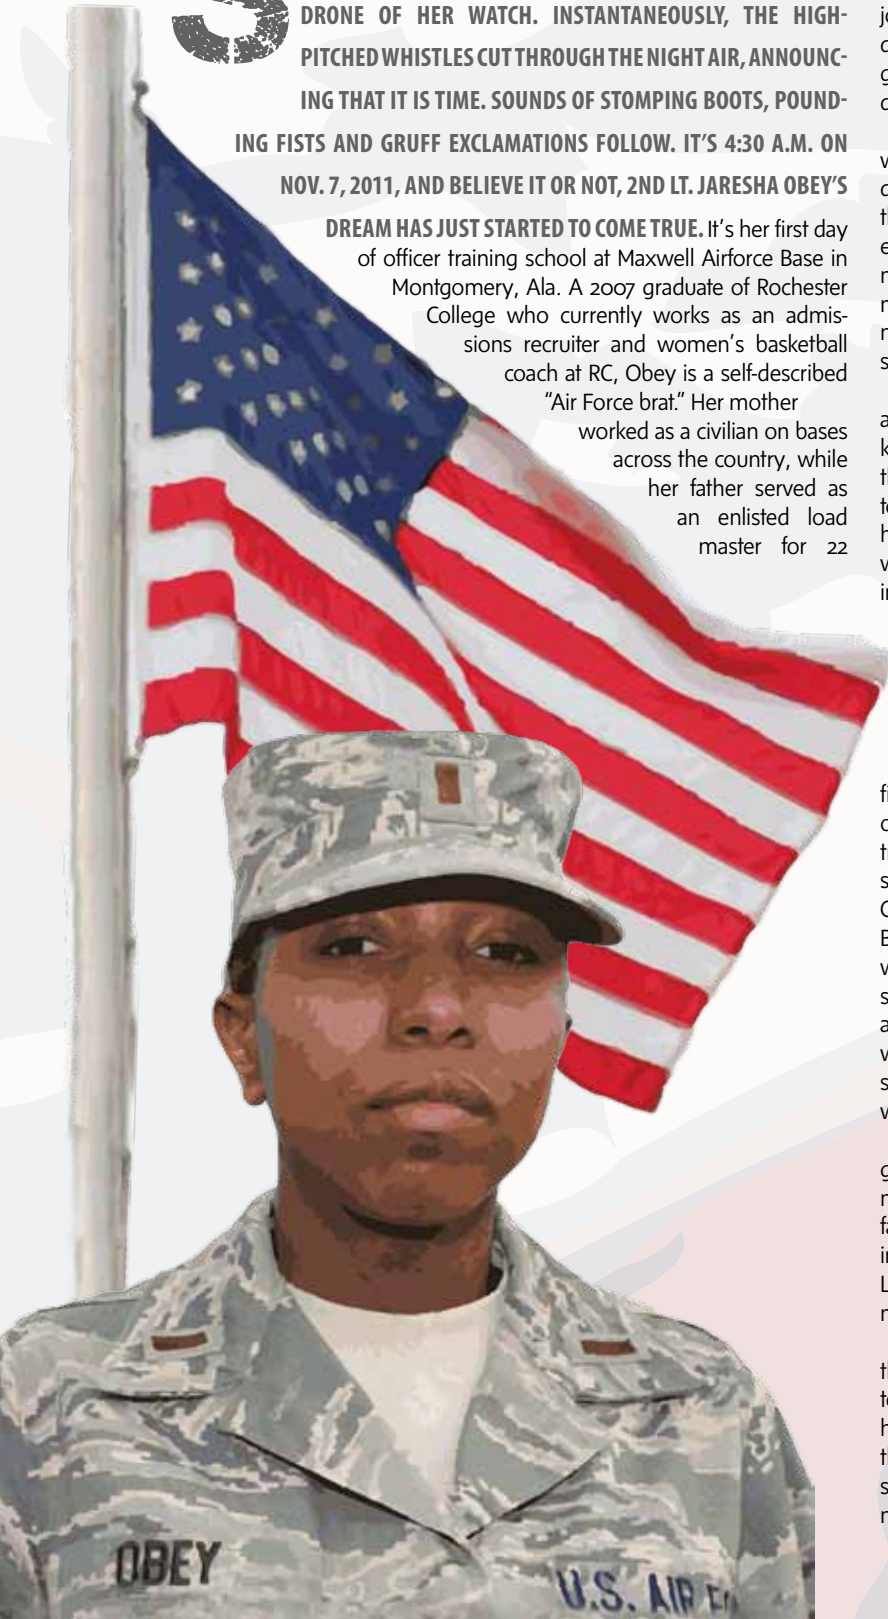 S
DRONE OF HER WATCH. INSTANTANEOUSLY, THE HIGH-
PITCHED WHISTLES CUT THROUGH THE NIGHT AIR, ANNOUNC-
ING THAT IT IS TIME. SOUNDS OF STOMPING BOOTS, POUND-
ING FISTS AND GRUFF EXCLAMATIONS FOLLOW. IT'S 4:30 A.M. ON
NOV. 7, 2011, AND BELIEVE IT OR NOT, 2ND LT. JARESHA OBEY'S
DREAM HAS JUST STARTED TO COME TRUE. It's her first day
of officer training school at Maxwell Airforce Base in
Montgomery, Ala. A 2007 graduate of Rochester
College who currently works as an admis-
sions recruiter and women's basketball
coach at RC, Obey is a self-described
"Air Force brat." Her mother
worked as a civilian on bases
across the country, while
her father served as
an enlisted load
master for 22
OBEY
U.S. AIR